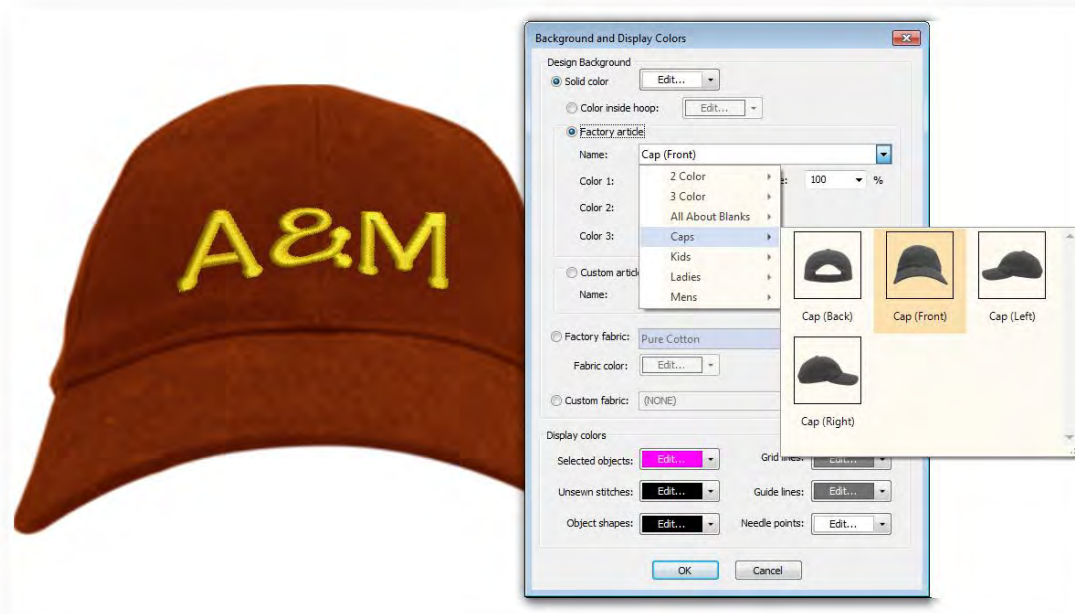 A&M
Background and Display Colors
Design Background
Solid color Edit...
Color inside hoop: Edit...
Factory article
Name: Cap (Front)
Color 1: 100 %
Color 2:
Color 3:
2 Color
3 Color
All About Blanks
Caps
Kids
Ladies
Mens
Cap (Back) Cap (Front) Cap (Left)
Cap (Right)
Custom
Name:
Factory fabric: Pure Cotton
Fabric color: Edit...
Custom fabric: (NONE)
Display colors
Selected objects: Edit... Grid lines: Edit...
Unsewn stitches: Edit... Guide lines: Edit...
Object shapes: Edit... Needle points: Edit...
OK Cancel